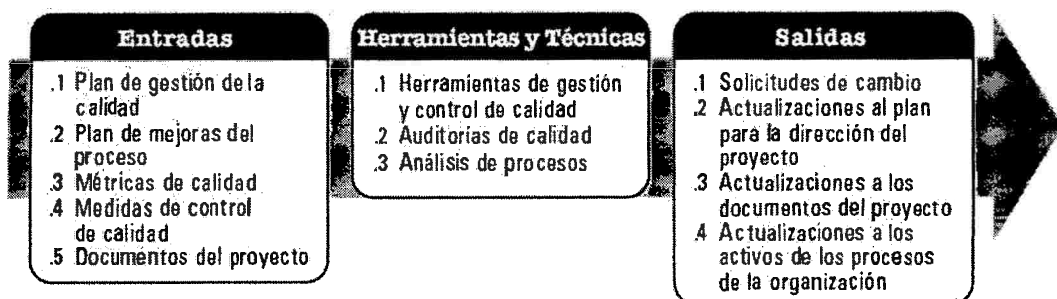 Entradas
.1 Plan de gestión de la
calidad
.2 Plan de mejoras del
proceso
.3 Métricas de calidad
.4 Medidas de control
de calidad
.5 Documentos del proyecto
Herramientas y Técnicas
.1 Herramientas de gestión
y control de calidad
.2 Auditorías de calidad
.3 Análisis de procesos
Salidas
.1 Solicitudes de cambio
.2 Actualizaciones al plan
para la dirección del
proyecto
.3 Actualizaciones a los
documentos del proyecto
.4 Actualizaciones a los
activos de los procesos
de la organización